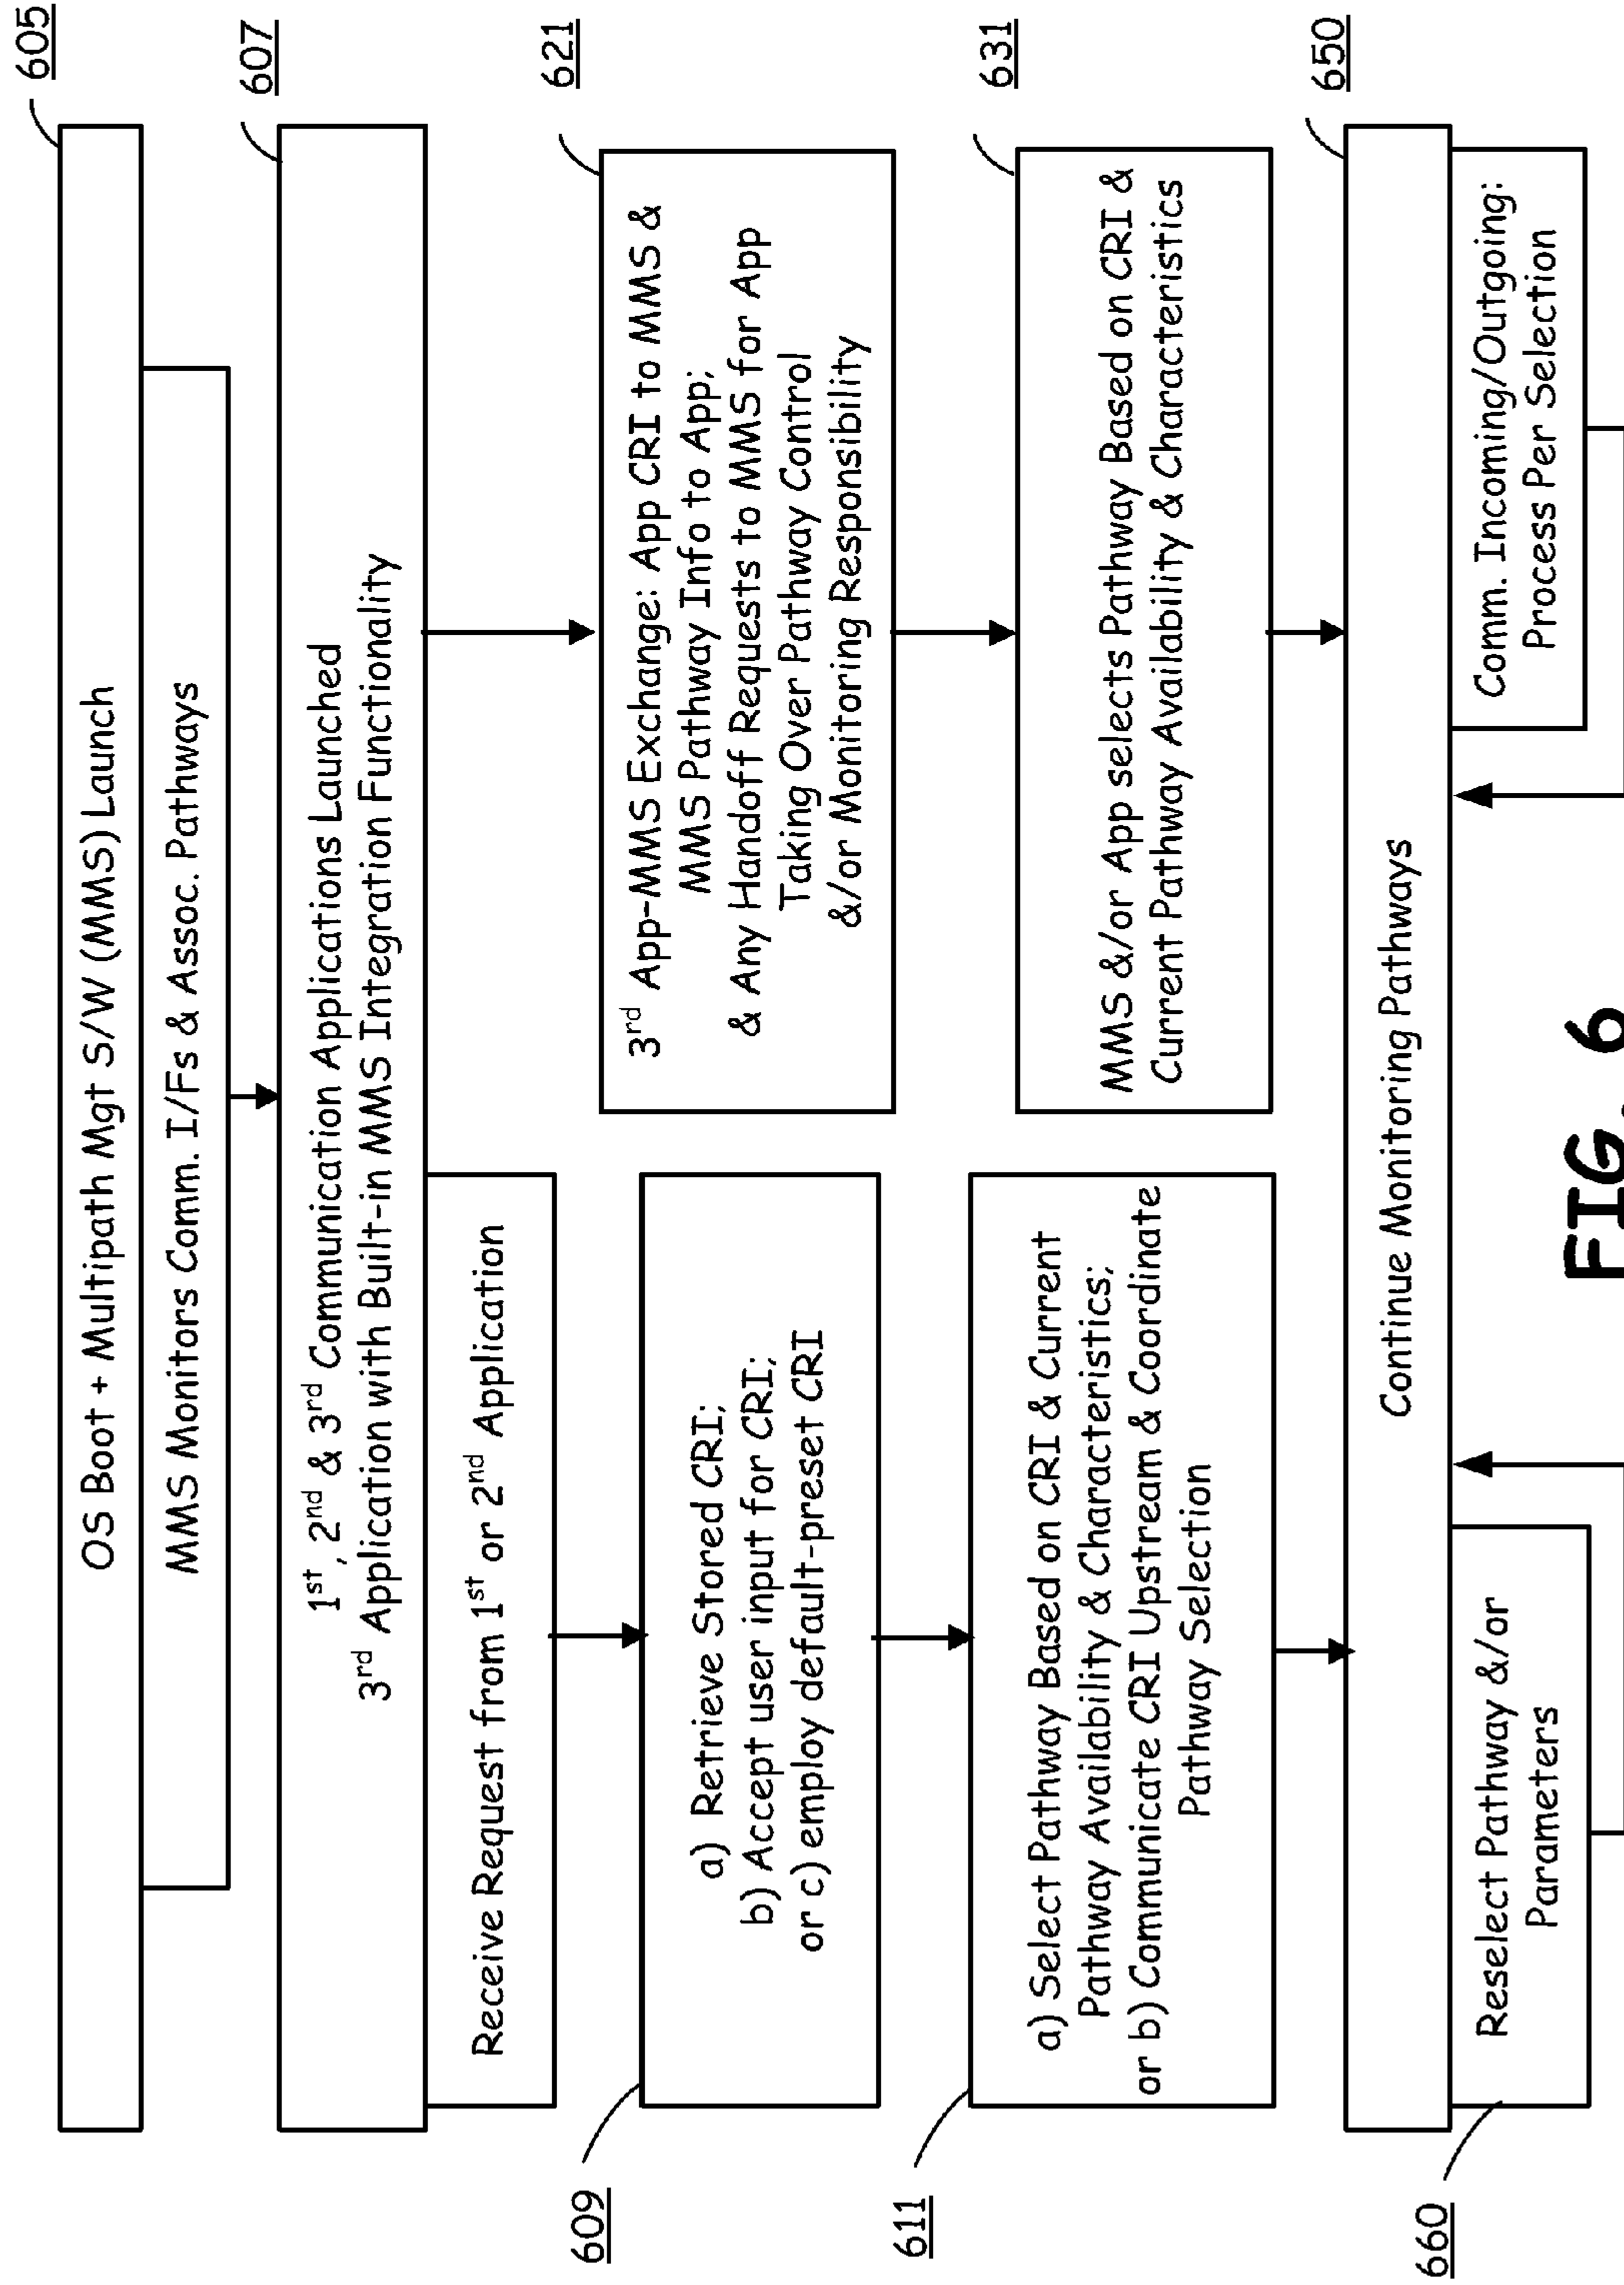 605
OS Boot + Multipath Mgt S/W (MMS) Launch
MMS Monitors Comm. I/Fs & Assoc. Pathways
607
1st, 2nd & 3rd Communication Applications Launched
3rd Application with Built-in MMS Integration Functionality
Receive Request from 1st or 2nd Application
609
a) Retrieve Stored CRI;
b) Accept user input for CRI;
or c) employ default-preset CRI
611
a) Select Pathway Based on CRI & Current
Pathway Availability & Characteristics;
or b) Communicate CRI Upstream & Coordinate
Pathway Selection
621
3rd App-MMS Exchange: App CRI to MMS &
MMS Pathway Info to App;
& Any Handoff Requests to MMS for App
Taking Over Pathway Control
&/or Monitoring Responsibility
631
MMS &/or App selects Pathway Based on CRI &
Current Pathway Availability & Characteristics
650
Continue Monitoring Pathways
660
Reselect Pathway &/or
Parameters
Comm. Incoming/Outgoing:
Process Per Selection
FIG. 6